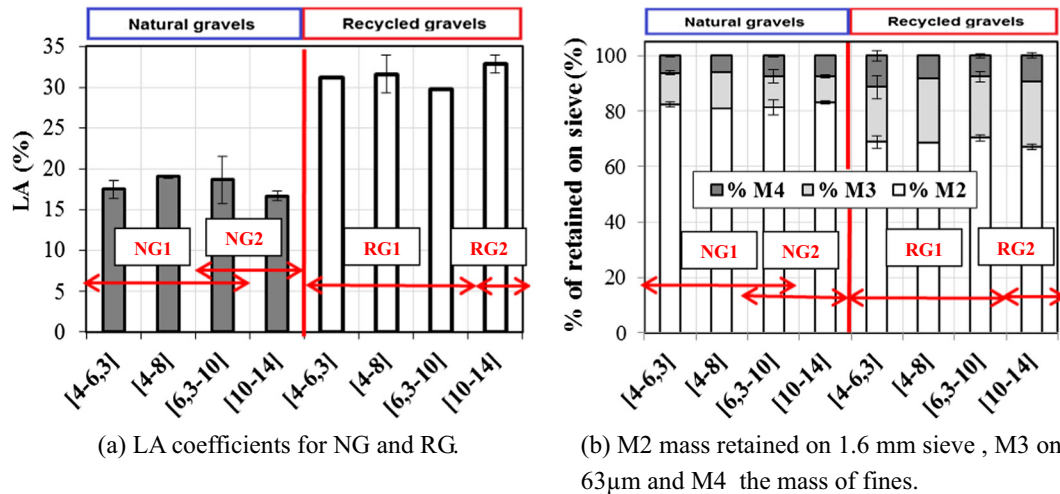 Natural gravels
Recycled gravels
LA (%)
35
30
25
20
15
10
5
0
NG1
NG2
RG1
RG2
[4-6,3]
[4-8]
[6,3-10]
[10-14]
[4-6,3]
[4-8]
[6,3-10]
[10-14]
(a) LA coefficients for NG and RG.
Natural gravels
Recycled gravels
% of retained on sieve (%)
100
80
60
40
20
0
% M4
% M3
% M2
NG1
NG2
RG1
RG2
[4-6,3]
[4-8]
[6,3-10]
[10-14]
[4-6,3]
[4-8]
[6,3-10]
[10-14]
(b) M2 mass retained on 1.6 mm sieve , M3 on
63µm and M4 the mass of fines.